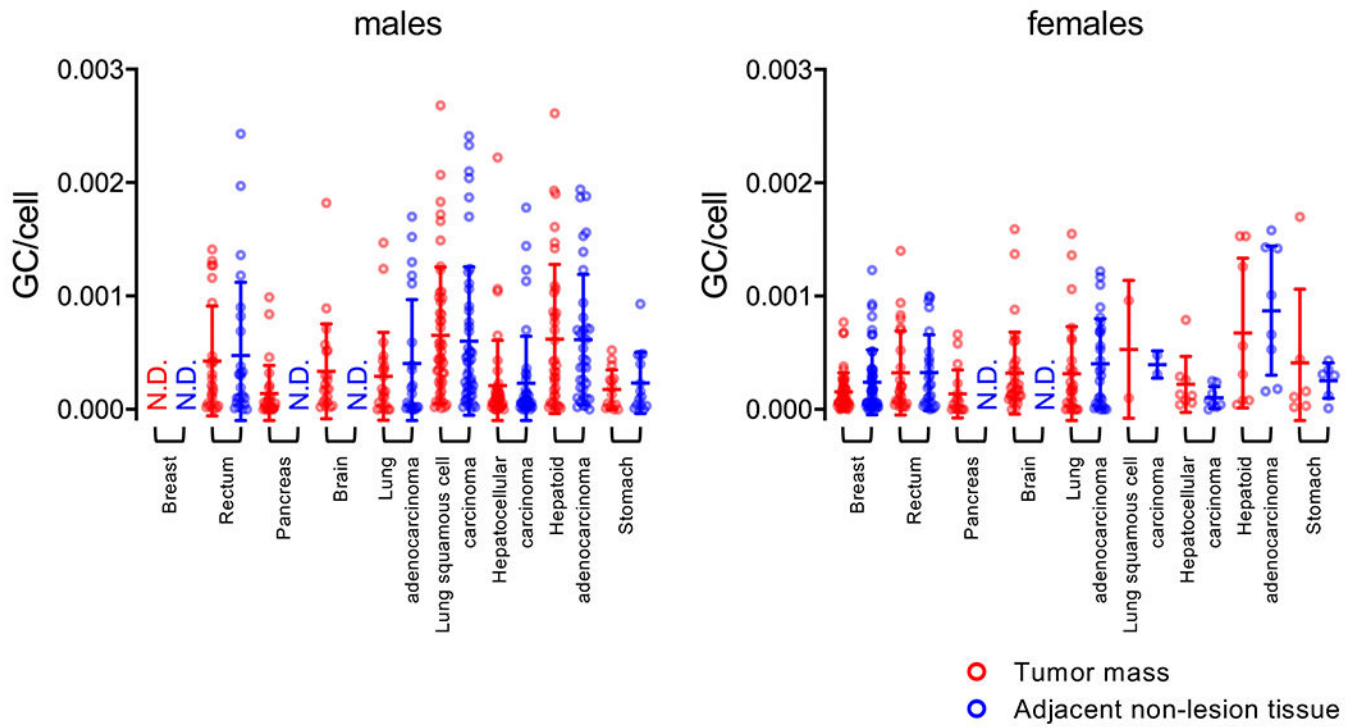 males
GC/cell
0.003
0.002
0.001
0.000
N.D.
N.D.
N.D.
N.D.
Breast
Rectum
Pancreas
Brain
Lung
adenocarcinoma
Lung squamous cell
carcinoma
Hepatocellular
carcinoma
Hepatoid
adenocarcinoma
Stomach
females
GC/cell
0.003
0.002
0.001
0.000
N.D.
N.D.
Breast
Rectum
Pancreas
Brain
Lung
adenocarcinoma
Lung squamous cell
carcinoma
Hepatocellular
carcinoma
Hepatoid
adenocarcinoma
Stomach
Tumor mass
Adjacent non-lesion tissue